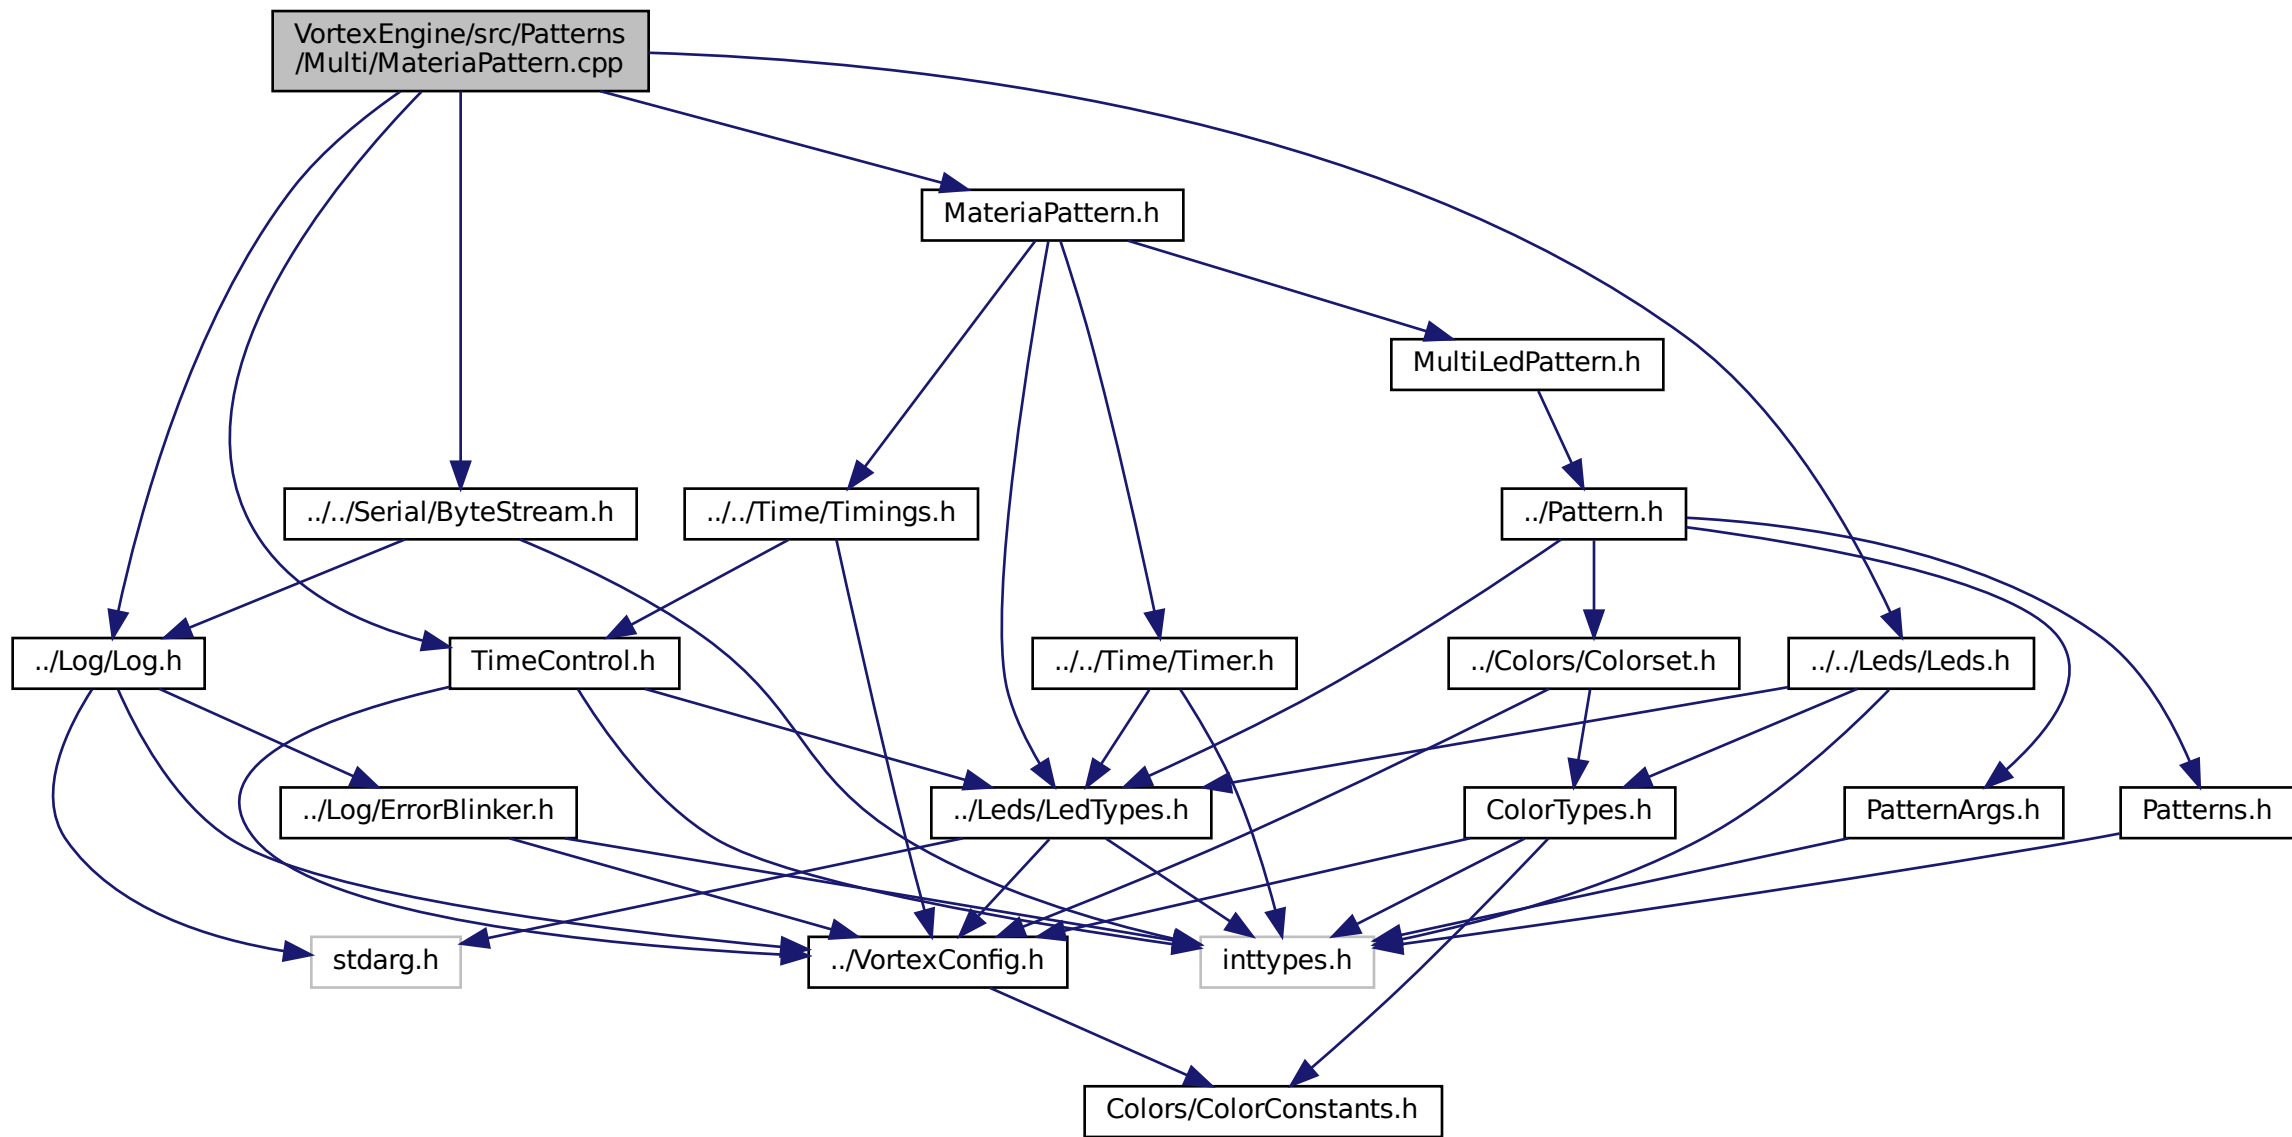 VortexEngine/src/Patterns
/Multi/MateriaPattern.cpp
MateriaPattern.h
MultiLedPattern.h
../../Serial/ByteStream.h
../../Time/Timings.h
../Pattern.h
../Log/Log.h
TimeControl.h
../../Time/Timer.h
../Colors/Colorset.h
../../Leds/Leds.h
../Log/ErrorBlinker.h
../Leds/LedTypes.h
ColorTypes.h
PatternArgs.h
Patterns.h
stdarg.h
../VortexConfig.h
inttypes.h
Colors/ColorConstants.h